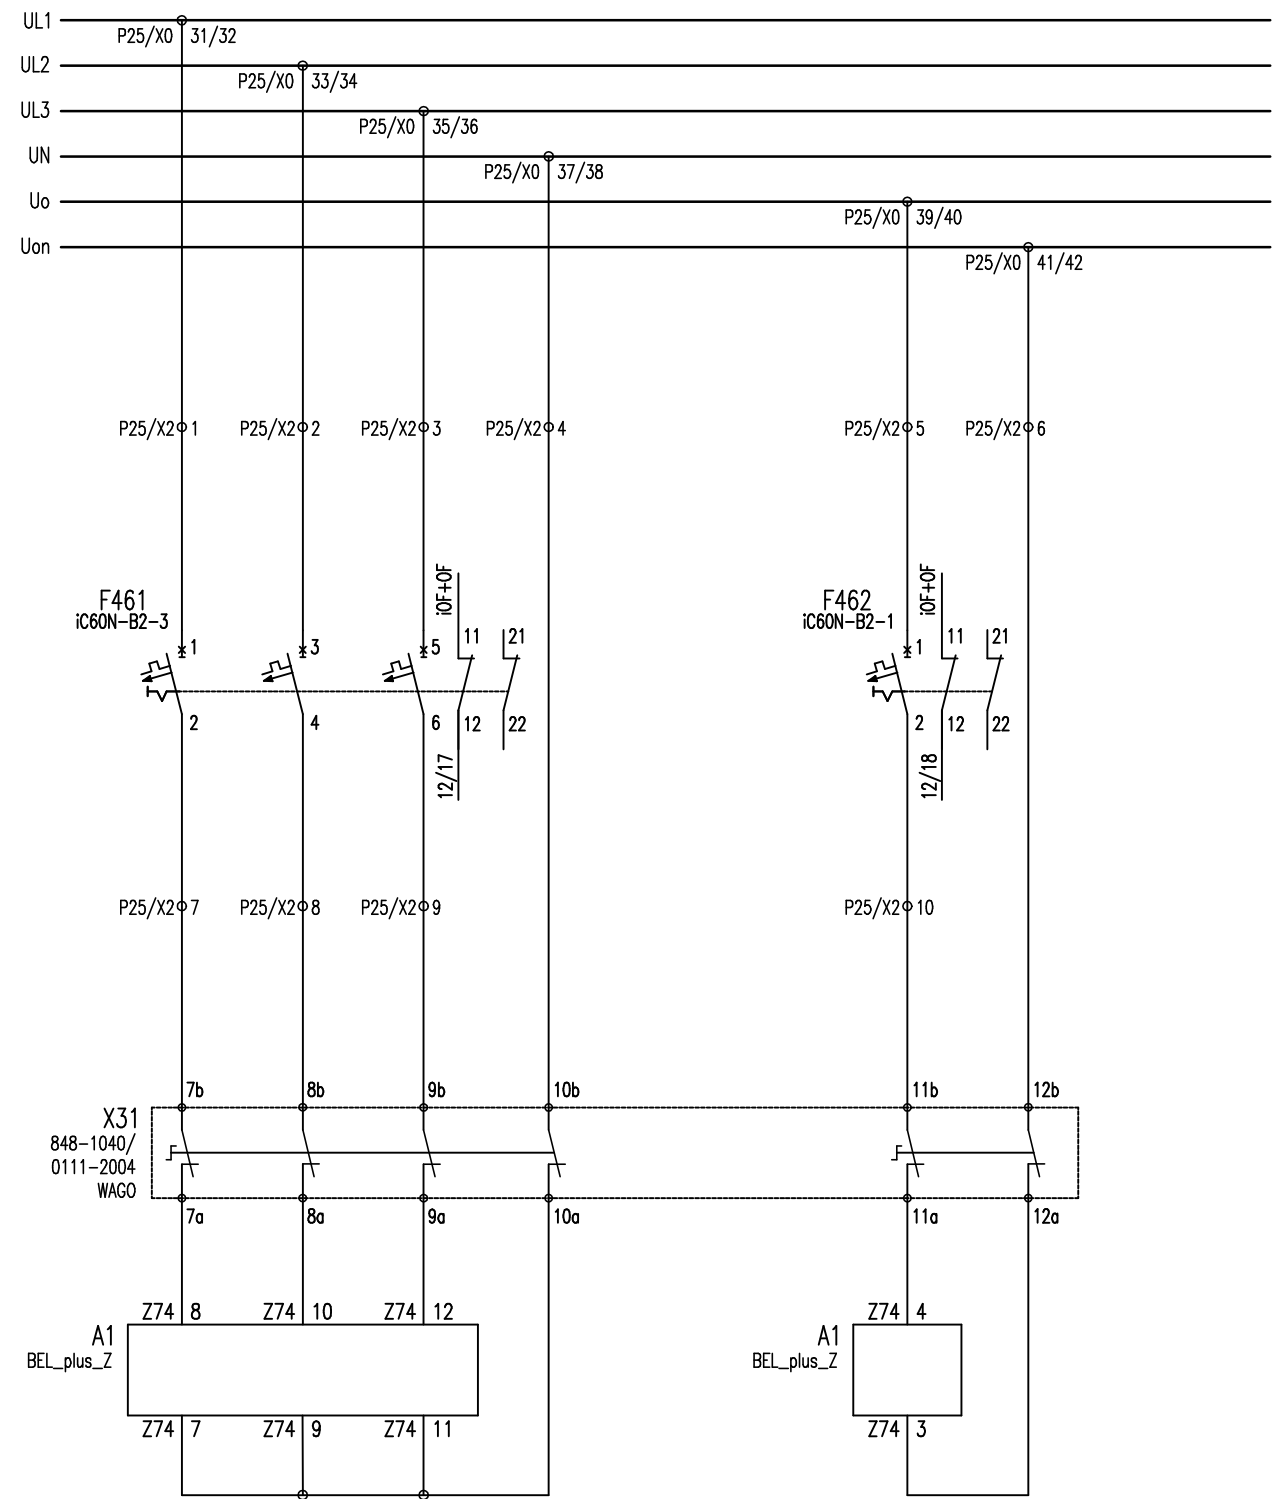 UL1
P25/X0 31/32
UL2
P25/X0 33/34
UL3
P25/X0 35/36
UN
P25/X0 37/38
Uo
P25/X0 39/40
Uon
P25/X0 41/42
P25/X2 1 P25/X2 2 P25/X2 3 P25/X2 4 P25/X2 5 P25/X2 6
iOF+OF iOF+OF
F461 F462
iC60N-B2-3 iC60N-B2-1
1 3 5 11 21 1 11 21
2 4 6 12 22 2 12 22
12/17 12/18
P25/X2 7 P25/X2 8 P25/X2 9 P25/X2 10
7b 8b 9b 10b 11b 12b
X31
848-1040/
0111-2004
WAGO
7a 8a 9a 10a 11a 12a
Z74 8 Z74 10 Z74 12 Z74 4
A1 A1
BEL_plus_Z BEL_plus_Z
Z74 7 Z74 9 Z74 11 Z74 3